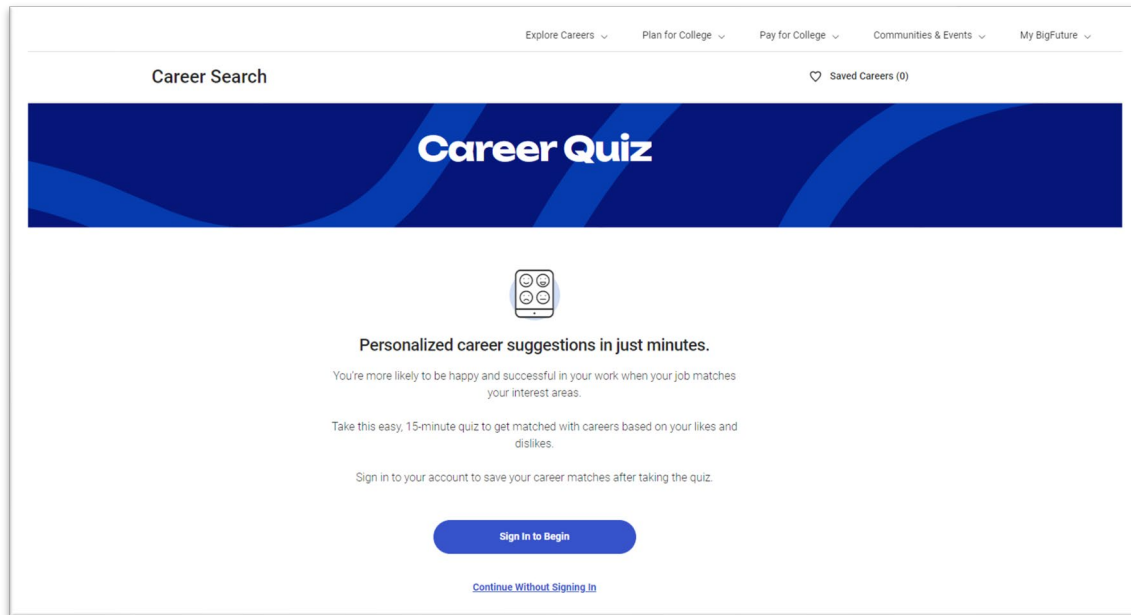 Explore Careers
Plan for College
Pay for College
Communities & Events
My BigFuture
Career Search
Saved Careers (0)
Career Quiz
Personalized career suggestions in just minutes.
You're more likely to be happy and successful in your work when your job matches
your interest areas.
Take this easy, 15-minute quiz to get matched with careers based on your likes and
dislikes.
Sign in to your account to save your career matches after taking the quiz.
Sign In to Begin
Continue Without Signing In